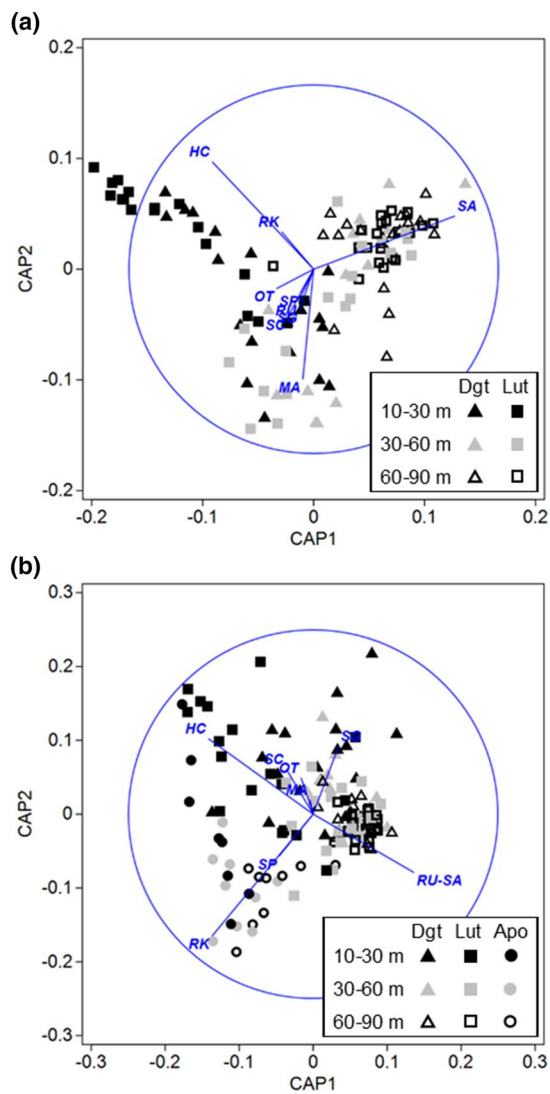 (a)
0.2
0.1
0
-0.1
-0.2
CAP2
HC
RK
SA
OT
SP
MA
Dgt Lut
10-30 m
30-60 m
60-90 m
-0.2 -0.1 0 0.1 0.2
CAP1
(b)
0.3
0.2
0.1
0
-0.1
-0.2
-0.3
CAP2
HC
SC
OT
MA
SP
RK
RU-SA
Dgt Lut Apo
10-30 m
30-60 m
60-90 m
-0.3 -0.2 -0.1 0 0.1 0.2 0.3
CAP1